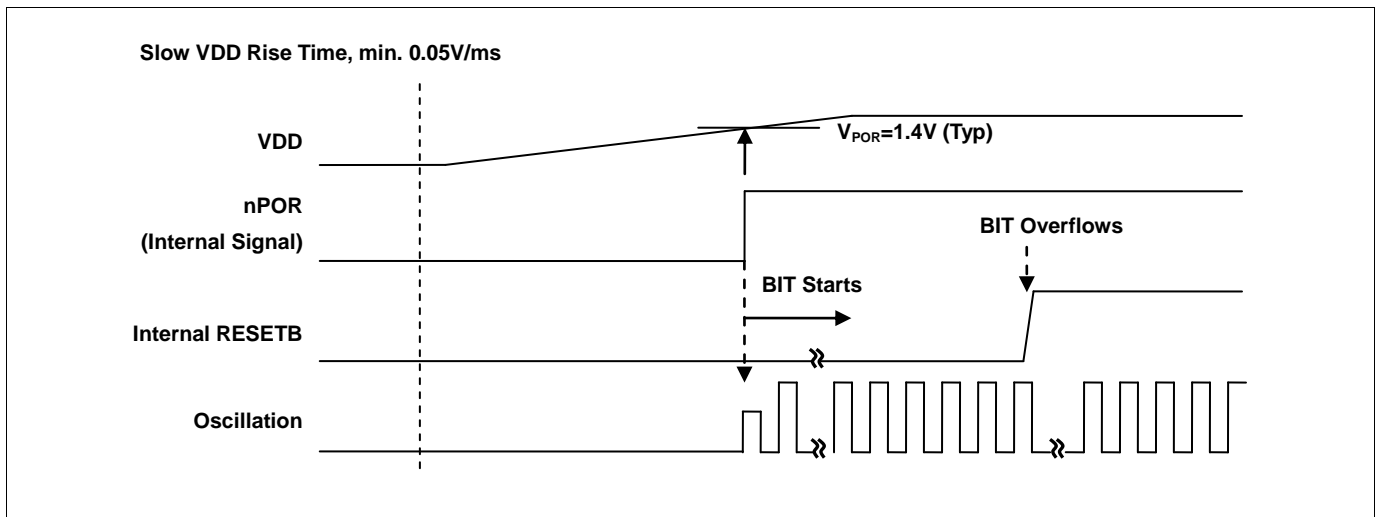 Slow VDD Rise Time, min. 0.05V/ms
VDD
VPOR=1.4V (Typ)
nPOR
(Internal Signal)
BIT Overflows
BIT Starts
Internal RESETB
Oscillation